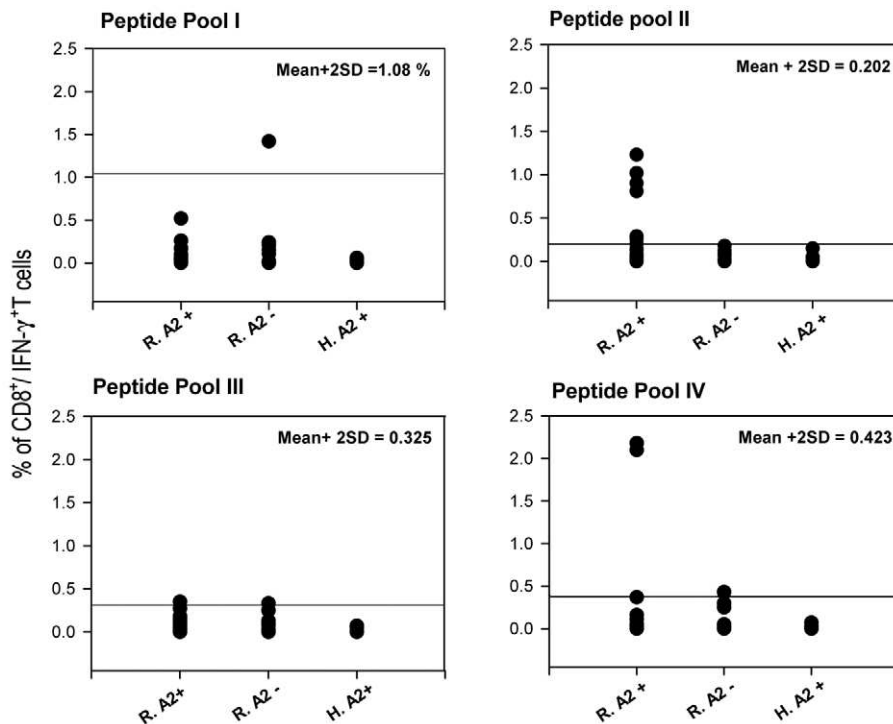 Peptide Pool I
2.5
2.0
1.5
1.0
0.5
0.0
Mean+2SD =1.08 %
R. A2 +
R. A2 -
H. A2 +
Peptide pool II
2.5
2.0
1.5
1.0
0.5
0.0
Mean + 2SD = 0.202
R. A2 +
R. A2 -
H. A2 +
% of CD8⁺/ IFN-γ⁺T cells
Peptide Pool III
2.5
2.0
1.5
1.0
0.5
0.0
Mean+ 2SD = 0.325
R. A2+
R. A2 -
H. A2+
Peptide Pool IV
2.5
2.0
1.5
1.0
0.5
0.0
Mean +2SD = 0.423
R. A2 +
R. A2 -
H. A2 +